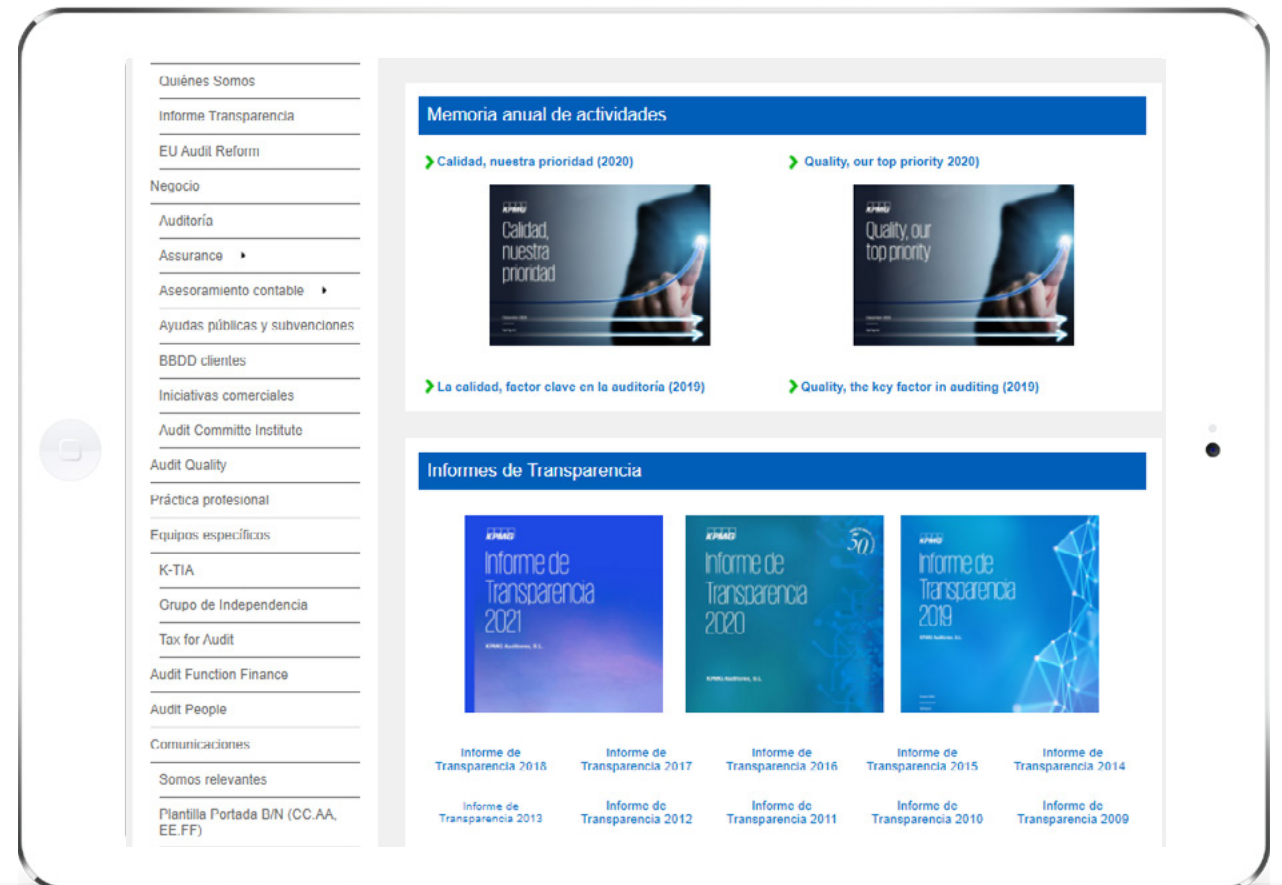 Quiénes Somos
Informe Transparencia
EU Audit Reform
Negocio
Auditoría
Assurance
Asesoramiento contable
Ayudas públicas y subvenciones
BBDD clientes
Iniciativas comerciales
Audit Committe Institute
Audit Quality
Práctica profesional
Equipos específicos
K-TIA
Grupo de Independencia
Tax for Audit
Audit Function Finance
Audit People
Comunicaciones
Somos relevantes
Plantilla Portada B/N (CC.AA,
EE.FF)
Memoria anual de actividades
Calidad, nuestra prioridad (2020)
Quality, our top priority 2020)
KPMG
Calidad,
nuestra
prioridad
KPMG
Quality, our
top priority
La calidad, factor clave en la auditoría (2019)
Quality, the key factor in auditing (2019)
Informes de Transparencia
KPMG
Informe de
Transparencia
2021
KPMG Auditores, S.L.
KPMG
50
Informe de
Transparencia
2020
KPMG Auditores, S.L.
KPMG
Informe de
Transparencia
2019
KPMG Auditores, S.L.
Informe de
Transparencia 2018
Informe de
Transparencia 2017
Informe de
Transparencia 2016
Informe de
Transparencia 2015
Informe de
Transparencia 2014
Informe de
Transparencia 2013
Informe de
Transparencia 2012
Informe de
Transparencia 2011
Informe de
Transparencia 2010
Informe de
Transparencia 2009